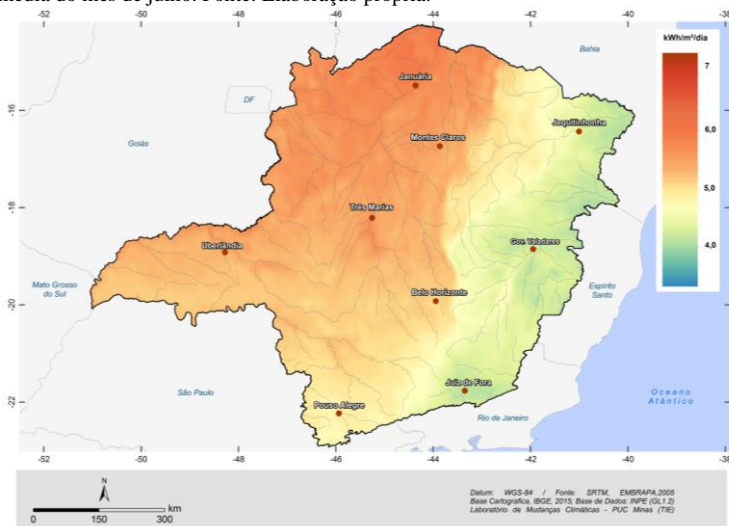 média do mês de julho. Fonte: Elaboração própria.
-52 -50 -48 -46 -44 -42 -40 -38
kWh/m²/dia
7
6,0
5,0
4,0
Bahia
Januária
DF
-16
Jequitinhonha
Goiás
Montes Claros
-18
Três Marias
Uberlândia
Gov. Valadares
Mato Grosso
do Sul
-20
Belo Horizonte
Espírito
Santo
São Paulo
Juiz de Fora
Oceano
Atlântico
-22
Pouso Alegre
Rio de Janeiro
-52 -50 -48 -46 -44 -42 -40 -38
N
km
0 150 300
Datum: WGS-84 / Fonte: SRTM, EMBRAPA,2005
Base Cartografica, IBGE, 2015; Base de Dados: INPE (GL1.2)
Laboratório de Mudanças Climáticas - PUC Minas (TIE)